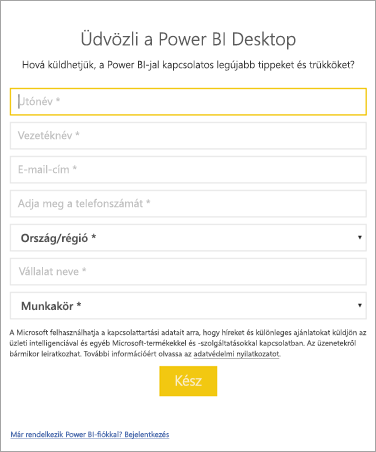 Üdvözli a Power BI Desktop
Hová küldhetjük, a Power BI-jal kapcsolatos legújabb tippeket és trükköket?
Utónév *
Vezetéknév *
E-mail-cím *
Adja meg a telefonszámát *
Ország/régió *
Vállalat neve *
Munkakör *
A Microsoft felhasználhatja a kapcsolattartási adatait arra, hogy híreket és különleges ajánlatokat küldjön az
üzleti intelligenciával és egyéb Microsoft-termékekkel és -szolgáltatásokkal kapcsolatban. Az üzenetekről
bármikor leiratkozhat. További információért olvassa az adatvédelmi nyilatkozatot.
Kész
Már rendelkezik Power BI-fiókkal? Bejelentkezés